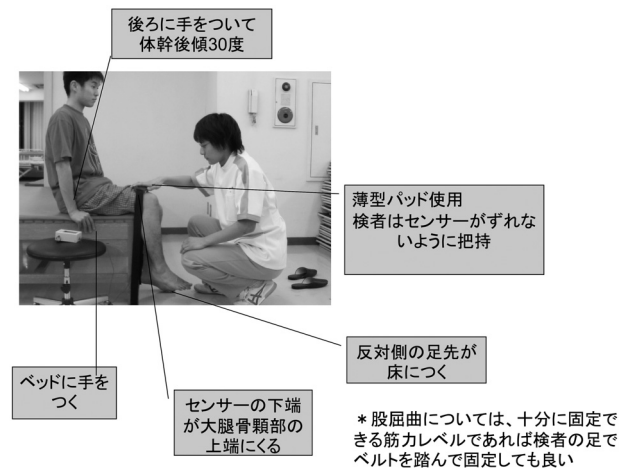 後ろに手をついて
体幹後傾30度
薄型パッド使用
検者はセンサーがずれな
いように把持
反対側の足先が
床につく
ベッドに手を
つく
センサーの下端
が大腿骨顆部の
上端にくる
＊股屈曲については、十分に固定で
きる筋力レベルであれば検者の足で
ベルトを踏んで固定しても良い